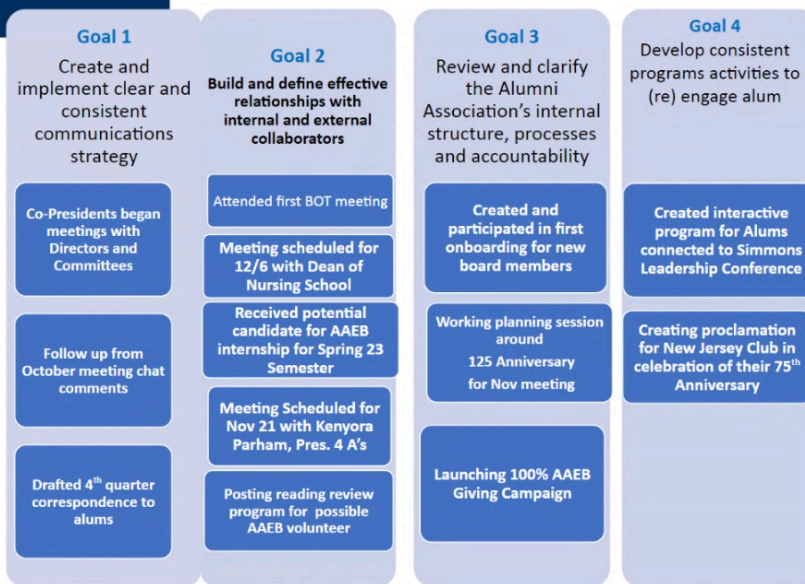 Goal 1
Create and
implement clear and
consistent
communications
strategy
Co-Presidents began
meetings with
Directors and
Committees
Follow up from
October meeting chat
comments
Drafted 4th quarter
correspondence to
alums
Goal 2
Build and define effective
relationships with
internal and external
collaborators
Attended first BOT meeting
Meeting scheduled for
12/6 with Dean of
Nursing School
Received potential
candidate for AAEB
internship for Spring 23
Semester
Meeting Scheduled for
Nov 21 with Kenyora
Parham, Pres. 4 A's
Posting reading review
program for possible
AAEB volunteer
Goal 3
Review and clarify
the Alumni
Association's internal
structure, processes
and accountability
Created and
participated in first
onboarding for new
board members
Working planning session
around
125 Anniversary
for Nov meeting
Launching 100% AAEB
Giving Campaign
Goal 4
Develop consistent
programs activities to
(re) engage alum
Created interactive
program for Alums
connected to Simmons
Leadership Conference
Creating proclamation
for New Jersey Club in
celebration of their 75th
Anniversary